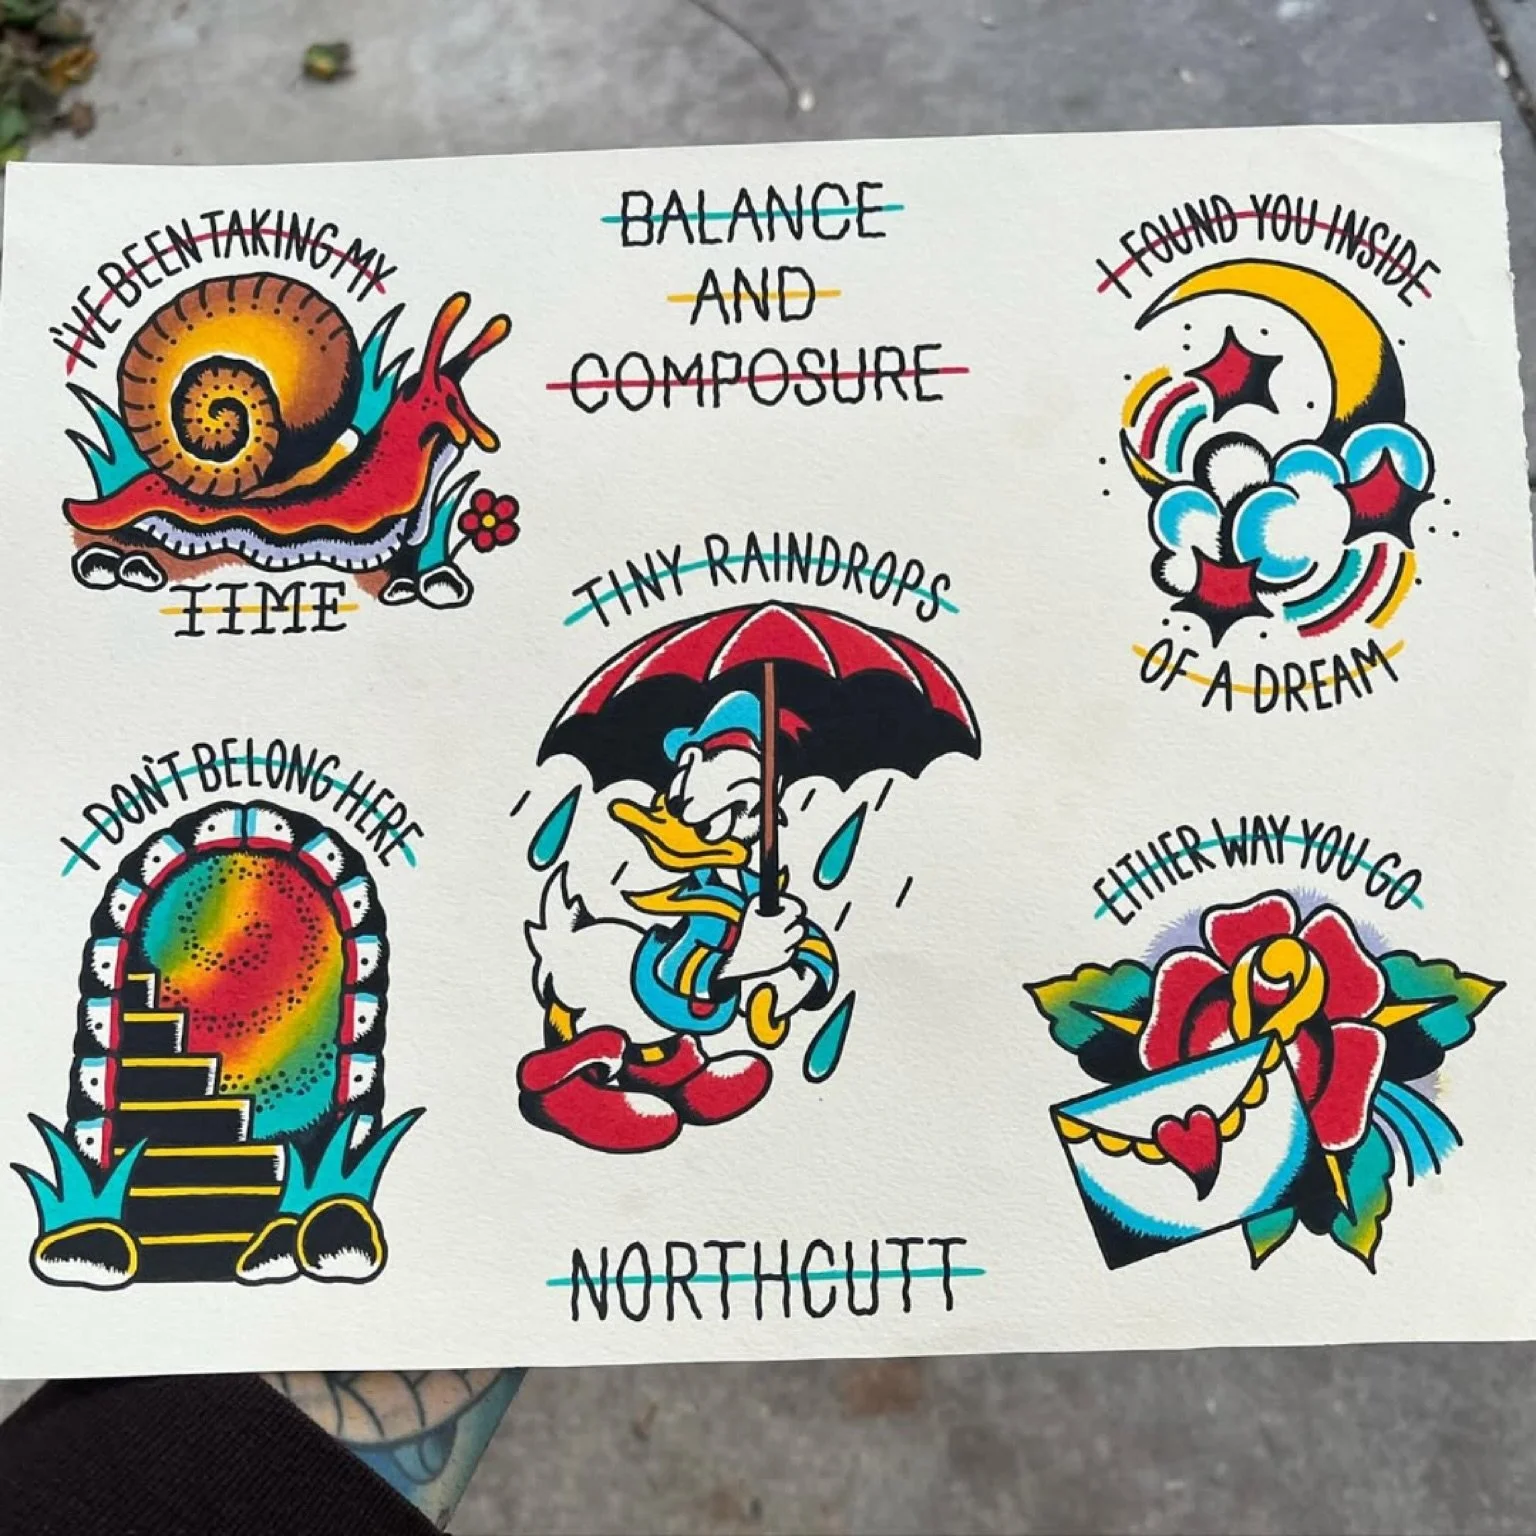 I'VE BEEN TAKING MY
TIME
BALANCE
AND
COMPOSURE
I FOUND YOU INSIDE
OF A DREAM
TINY RAINDROPS
I DON'T BELONG HERE
EITHER WAY YOU GO
NORTHCUTT